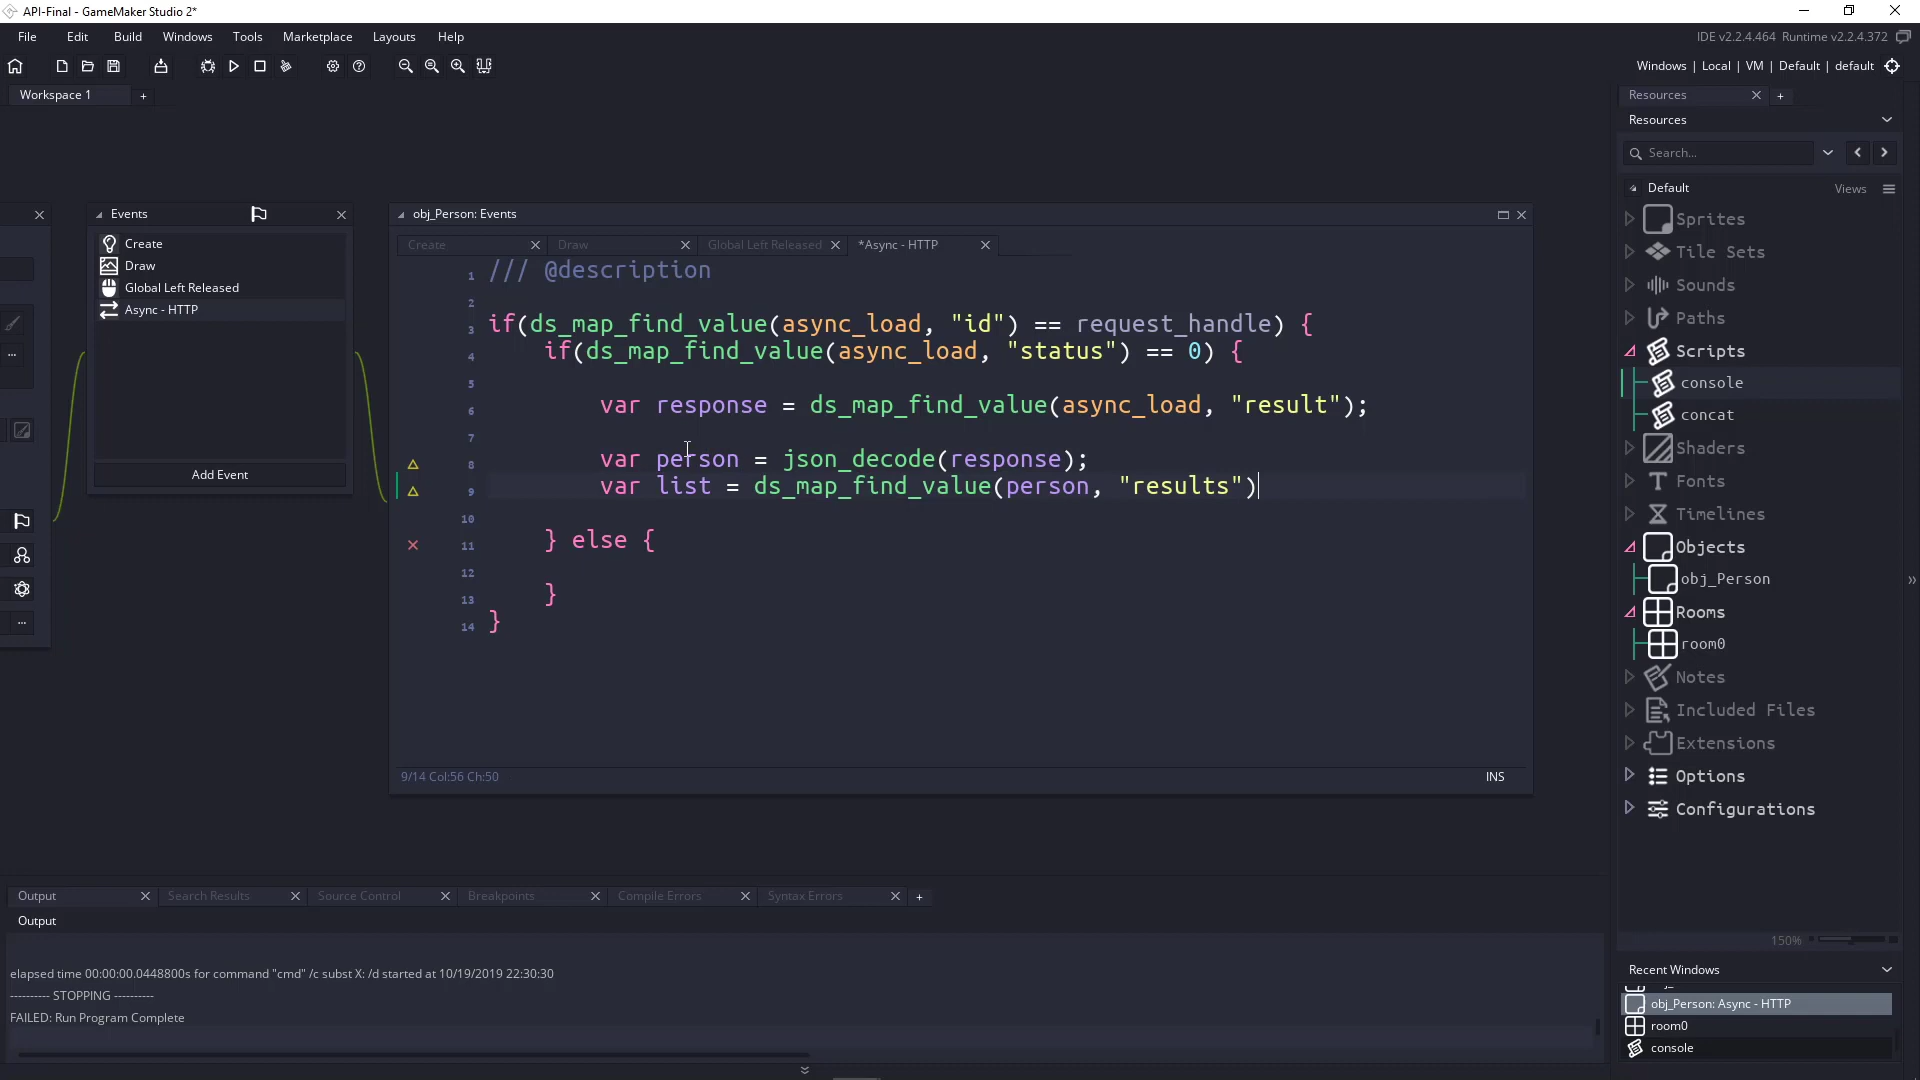 API-Final - GameMaker Studio 2*
File Edit Build Windows Tools Marketplace Layouts Help
IDE v2.2.4.464 Runtime v2.2.4.372
Windows | Local | VM | Default | default
Workspace 1
Events
Create
Draw
Global Left Released
Async - HTTP
Add Event
obj_Person: Events
Create Draw Global Left Released *Async - HTTP
1 /// @description
2
3 if(ds_map_find_value(async_load, "id") == request_handle) {
4 if(ds_map_find_value(async_load, "status") == 0) {
5
6 var response = ds_map_find_value(async_load, "result");
7
8 var person = json_decode(response);
9 var list = ds_map_find_value(person, "results")
10
11 } else {
12
13 }
14 }
9/14 Col:56 Ch:50
INS
Resources
Resources
Search...
Default
Views
Sprites
Tile Sets
Sounds
Paths
Scripts
console
concat
Shaders
Fonts
Timelines
Objects
obj_Person
Rooms
room0
Notes
Included Files
Extensions
Options
Configurations
150%
Recent Windows
obj_Person: Async - HTTP
room0
console
Output Search Results Source Control Breakpoints Compile Errors Syntax Errors
Output
elapsed time 00:00:00.0448800s for command "cmd" /c subst X: /d started at 10/19/2019 22:30:30
---------- STOPPING ----------
FAILED: Run Program Complete